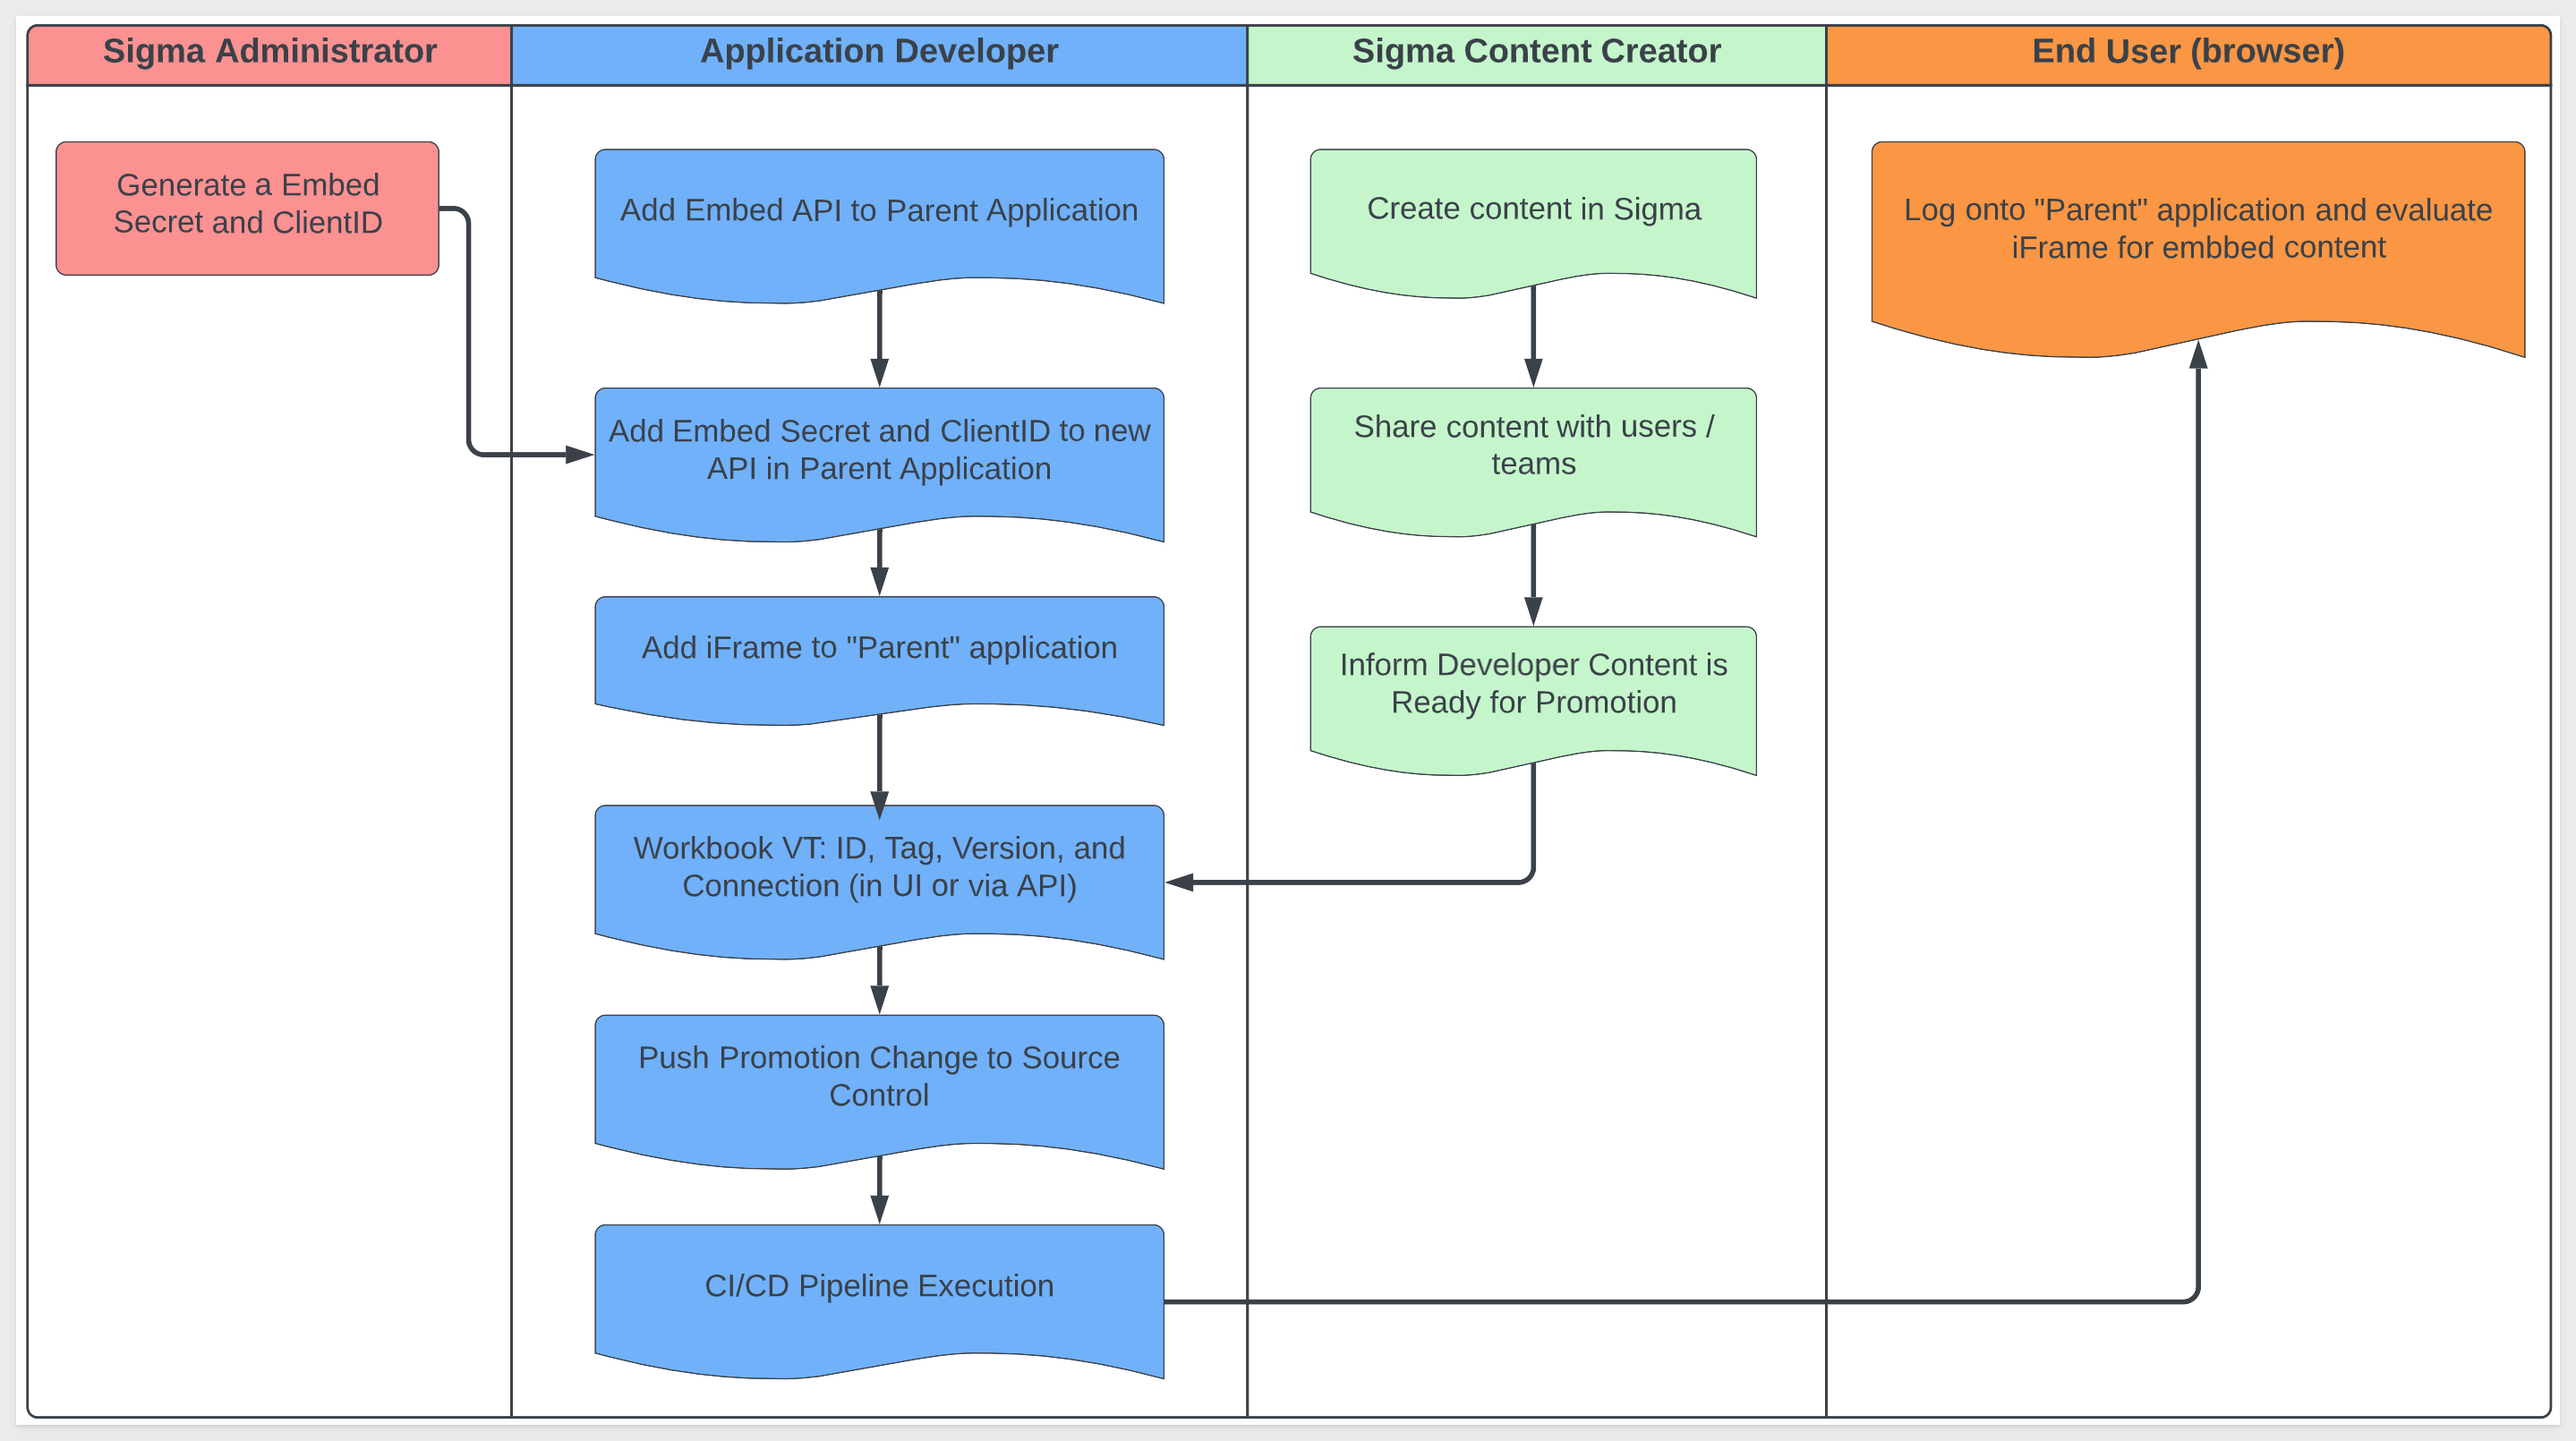 Sigma Administrator
Application Developer
Sigma Content Creator
End User (browser)
Generate a Embed
Secret and ClientID
Add Embed API to Parent Application
Add Embed Secret and ClientID to new
API in Parent Application
Add iFrame to "Parent" application
Workbook VT: ID, Tag, Version, and
Connection (in UI or via API)
Push Promotion Change to Source
Control
CI/CD Pipeline Execution
Create content in Sigma
Share content with users /
teams
Inform Developer Content is
Ready for Promotion
Log onto "Parent" application and evaluate
iFrame for embbed content